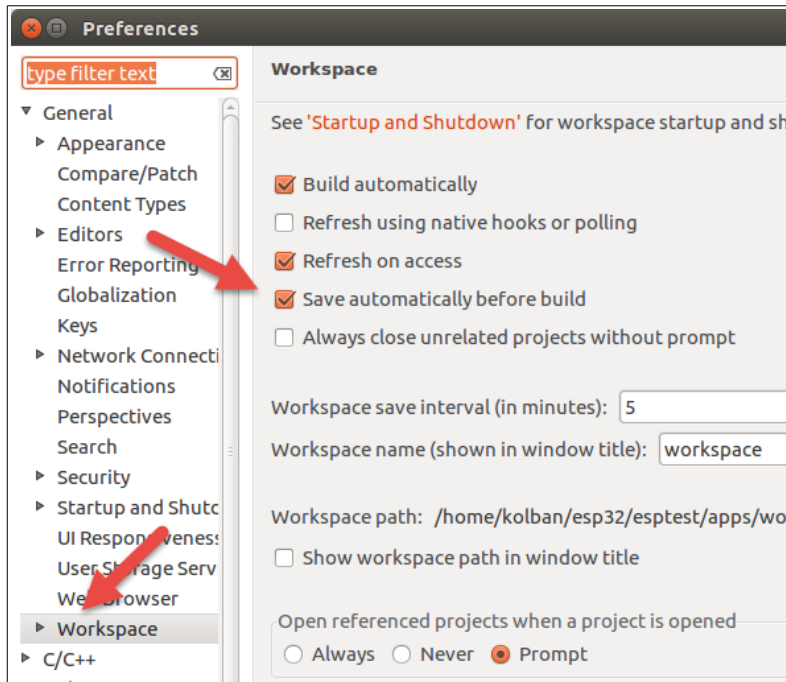 Preferences
type filter text
General
Appearance
Compare/Patch
Content Types
Editors
Error Reporting
Globalization
Keys
Network Connecti
Notifications
Perspectives
Search
Security
Startup and Shutd
UI Responsiveness
User Storage Serv
Web Browser
Workspace
C/C++
Workspace
See 'Startup and Shutdown' for workspace startup and sh
Build automatically
Refresh using native hooks or polling
Refresh on access
Save automatically before build
Always close unrelated projects without prompt
Workspace save interval (in minutes): 5
Workspace name (shown in window title): workspace
Workspace path: /home/kolban/esp32/esptest/apps/wo
Show workspace path in window title
Open referenced projects when a project is opened
Always Never Prompt